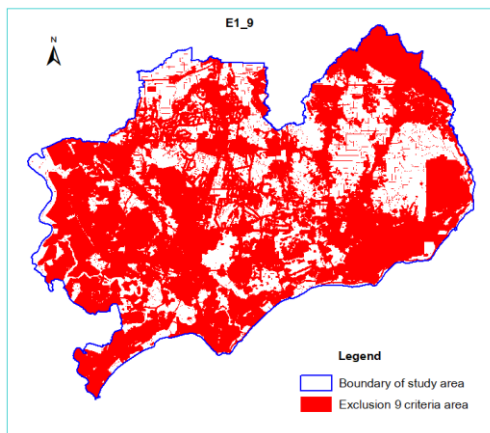 E1_9
N
Legend
Boundary of study area
Exclusion 9 criteria area